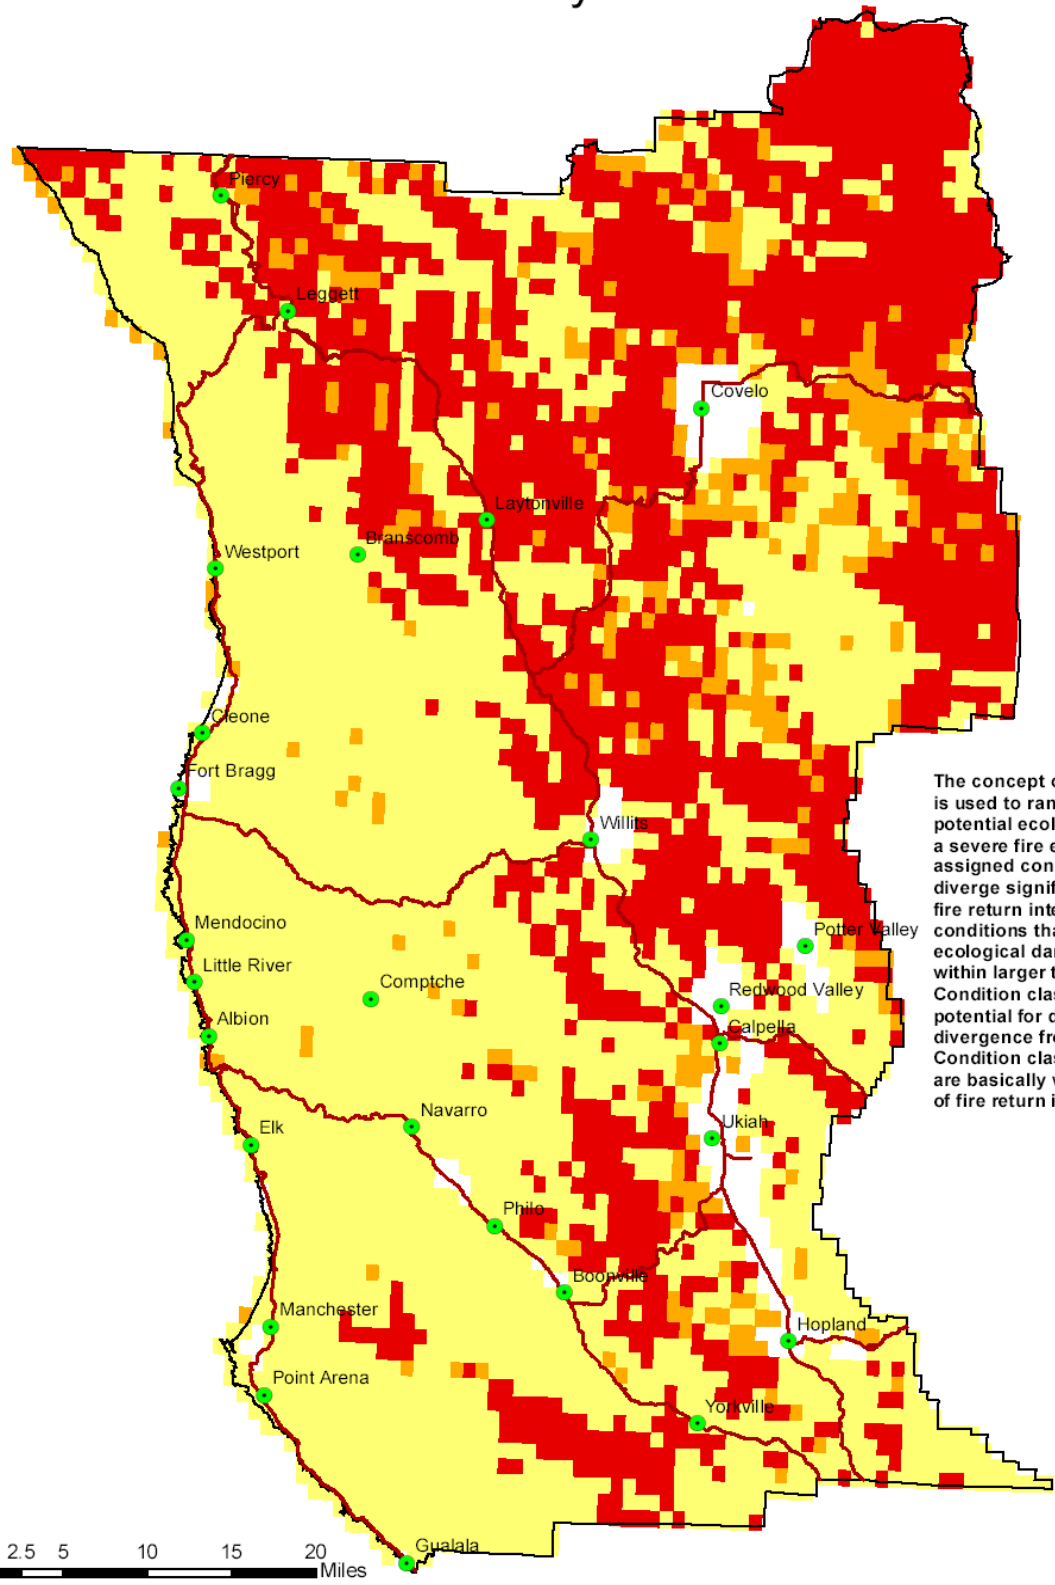 Piercy
Leggett
Covelo
Laytonville
Branscomb
Westport
Cleone
Fort Bragg
Willits
The concept o
is used to ran
potential ecol
a severe fire e
assigned con
diverge signif
fire return inte
conditions tha
ecological dar
within larger t
Condition clas
potential for d
divergence fro
Condition clas
are basically v
of fire return i
Mendocino
Potter Valley
Little River
Comptche
Redwood Valley
Albion
Calpella
Navarro
Elk
Ukiah
Philo
Boonville
Manchester
Hopland
Point Arena
Yorkville
Gualala
2.5 5 10 15 20
Miles